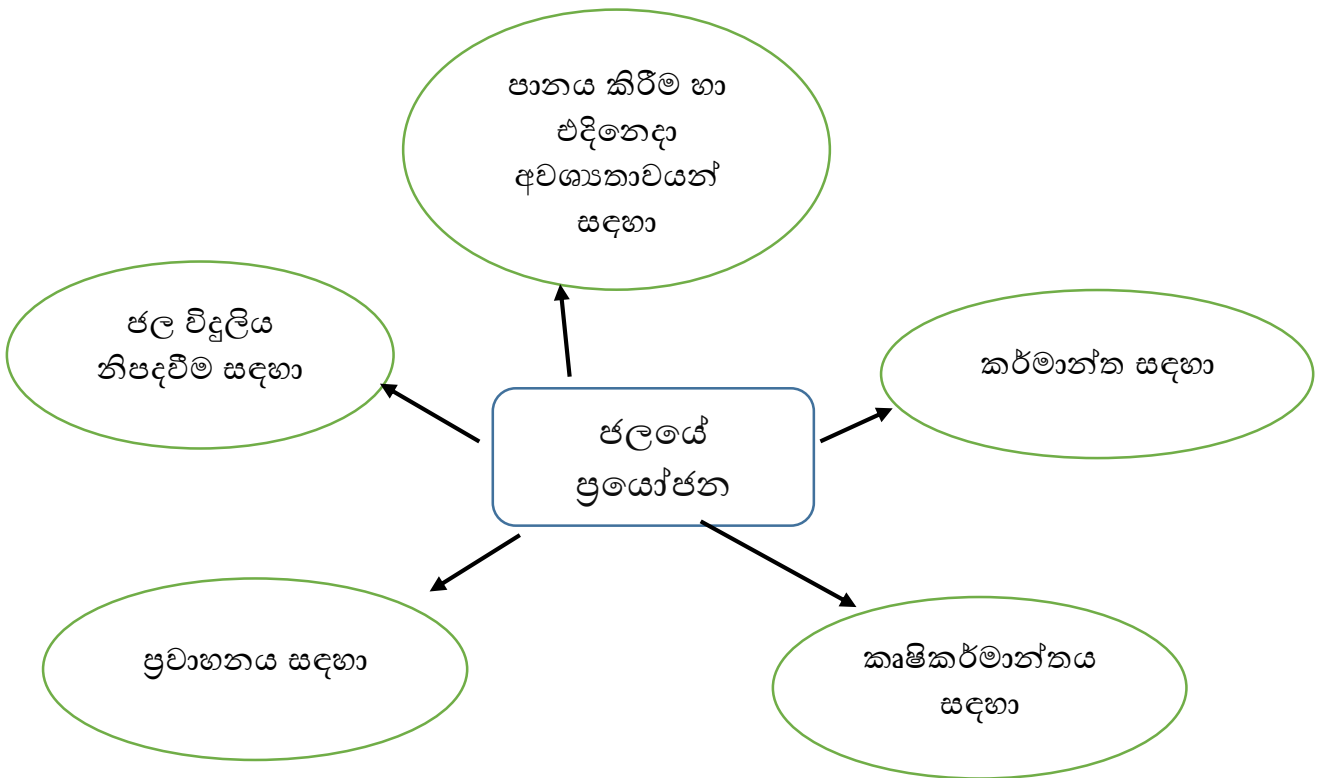 පානය කිරීම හා
එදිනෙදා
අවශ්‍යතාවයන්
සඳහා
ජල විදුලිය
නිපදවීම සඳහා
කර්මාන්ත සඳහා
ජලයේ
ප්‍රයෝජන
ප්‍රවාහනය සඳහා
කෘෂිකර්මාන්තය
සඳහා